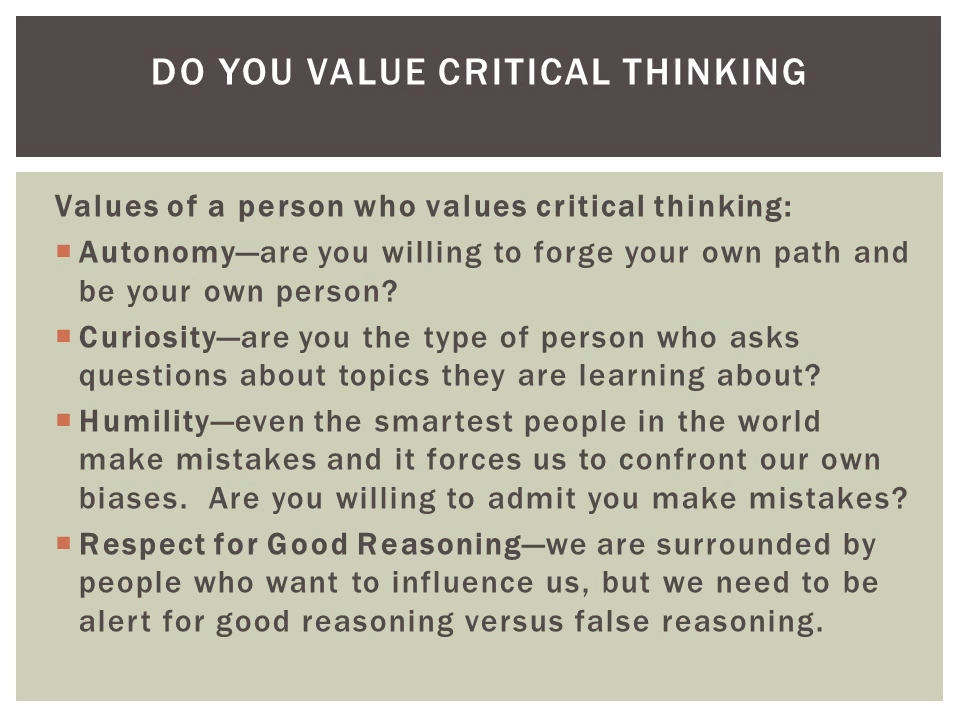 DO YOU VALUE CRITICAL THINKING
Values of a person who values critical thinking:
Autonomy—are you willing to forge your own path and
be your own person?
Curiosity—are you the type of person who asks
questions about topics they are learning about?
Humility—even the smartest people in the world
make mistakes and it forces us to confront our own
biases.  Are you willing to admit you make mistakes?
Respect for Good Reasoning—we are surrounded by
people who want to influence us, but we need to be
alert for good reasoning versus false reasoning.